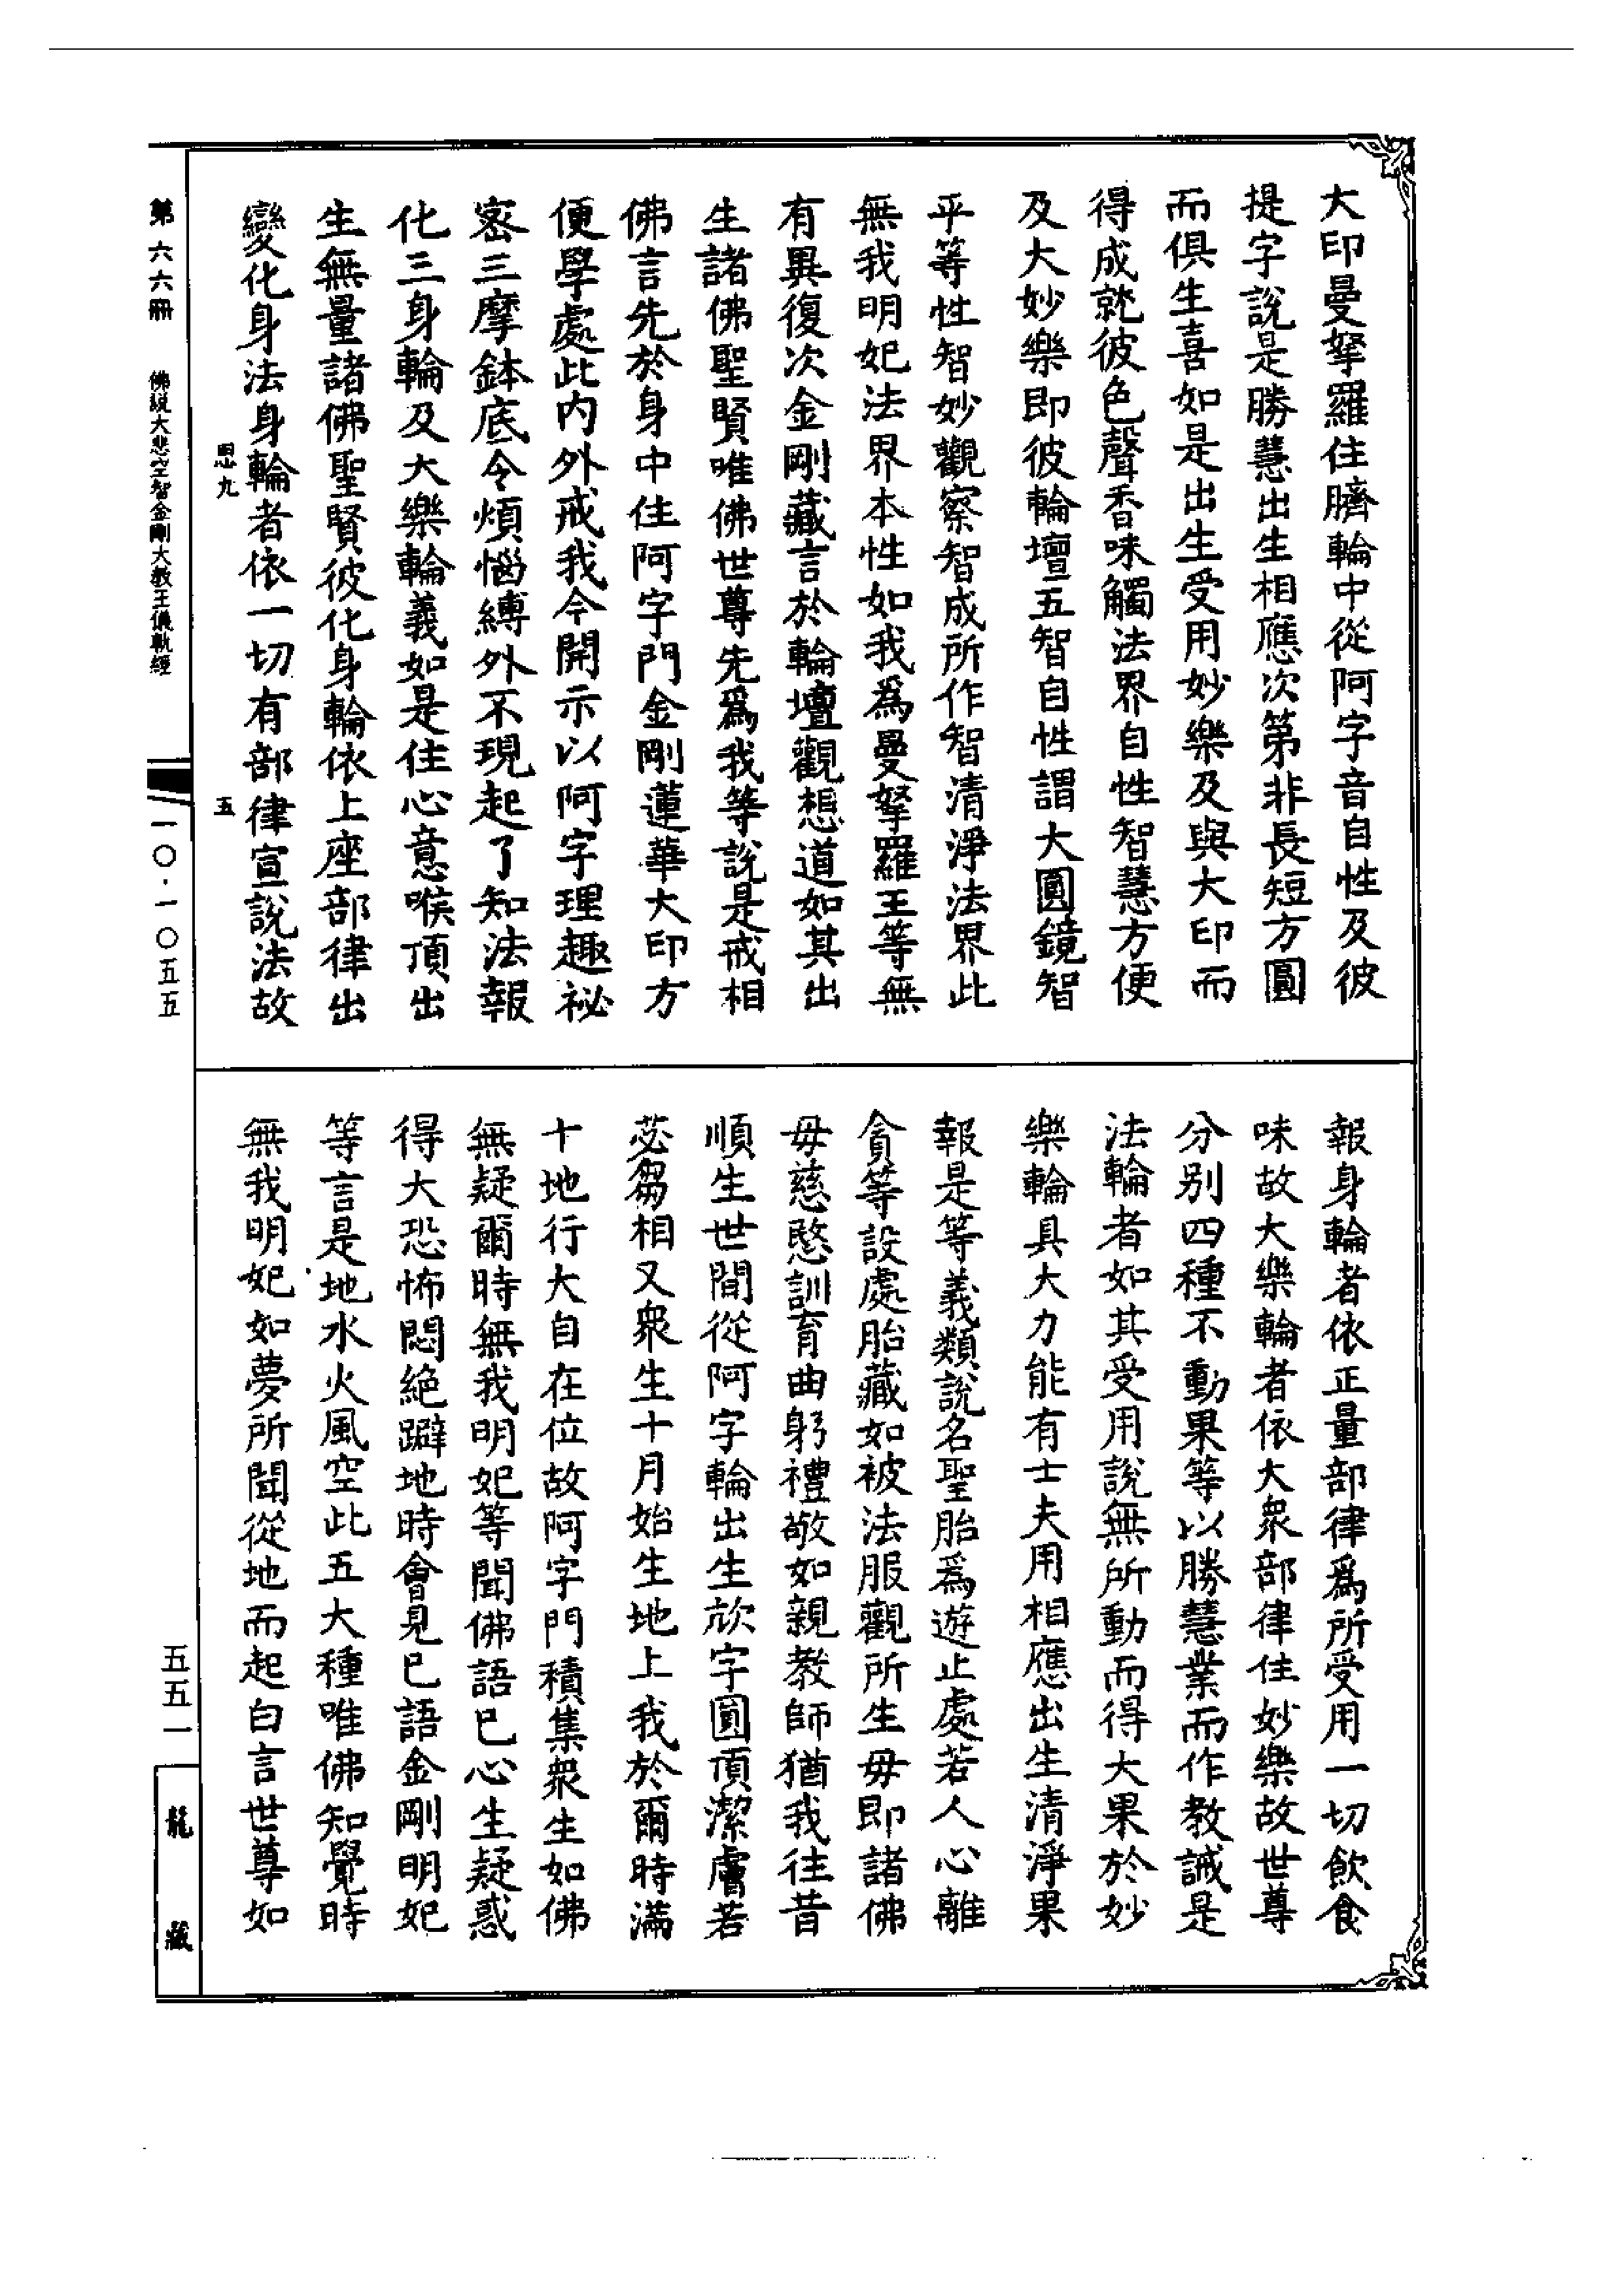 大印曼拏羅住臍輪中從阿字音自性及彼
提字說是勝慧出生相應次第非長短方圓
而俱生喜如是出生受用妙樂及與大印而
得成就彼色聲香味觸法界自性智慧方便
及大妙樂即彼輪壇五智自性謂大圓鏡智
平等性智妙觀察智成所作智清淨法界此
無我明妃法界本性如我為曼拏羅王等無
有異復次金剛藏言於輪壇觀想道如其出
生諸佛聖賢唯佛世尊先為我等說是戒相
佛言先於身中住阿字門金剛蓮華大印方
便學處此內外戒我今開示以阿字理趣祕
密三摩鉢底令煩惱縛外不現起了知法報
化三身輪及大樂輪義如是住心意喉頂出
生無量諸佛聖賢彼化身輪依上座部律出
變化身法身輪者依一切有部律宣說法故
報身輪者依正量部律為所受用一切飲食
味故大樂輪者依大眾部律住妙樂故世尊
分別四種不動果等以勝慧業而作教誡是
法輪者如其受用說無所動而得大果於妙
樂輪具大力能有士夫用相應出生清淨果
報是等義類說名聖胎為遊止處若人心離
貪等設處胎藏如被法服觀所生毋即諸佛
毋慈愍訓育曲躬禮敬如親教師猶我往昔
順生世間從阿字輪出生欨字圓頂潔膚若
苾芻相又眾生十月始生地上我於爾時滿
十地行大自在位故阿字門積集眾生如佛
無疑爾時無我明妃等聞佛語已心生疑惑
得大恐怖悶絕躃地時會見已語金剛明妃
等言是地水火風空此五大種唯佛知覺時
無我明妃如夢所聞從地而起白言世尊如
恩九
五
第六六冊
佛說大悲空智金剛大教王儀軌經
一〇·一〇五五
五五一
龍藏